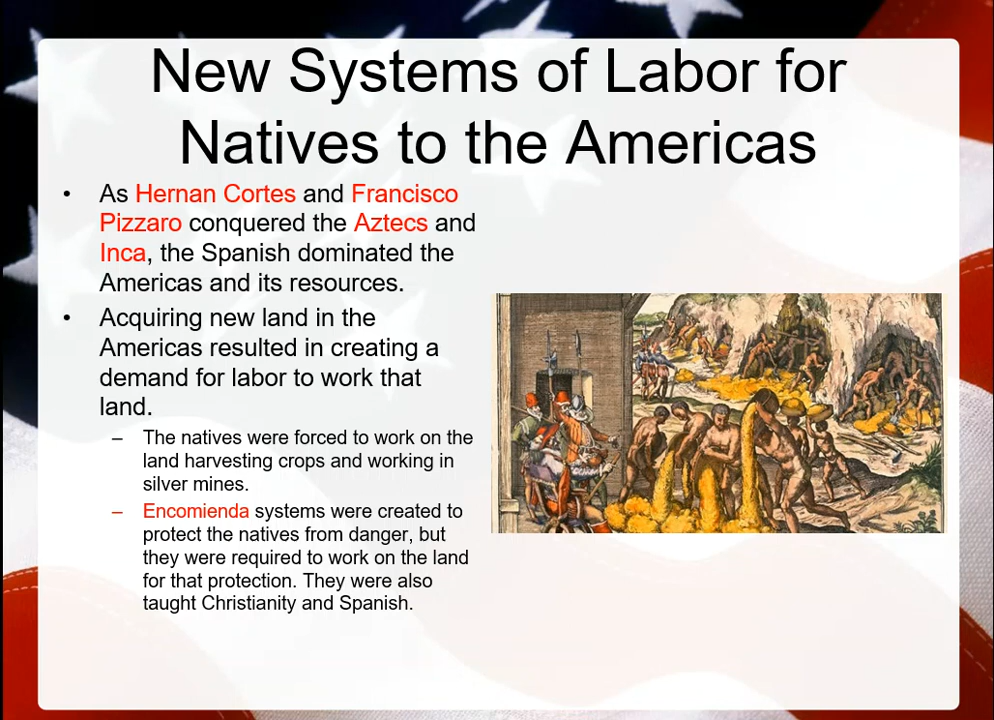 New Systems of Labor for
Natives to the Americas
• As Hernan Cortes and Francisco
Pizzaro conquered the Aztecs and
Inca, the Spanish dominated the
Americas and its resources.
• Acquiring new land in the
Americas resulted in creating a
demand for labor to work that
land.
– The natives were forced to work on the
land harvesting crops and working in
silver mines.
– Encomienda systems were created to
protect the natives from danger, but
they were required to work on the land
for that protection. They were also
taught Christianity and Spanish.